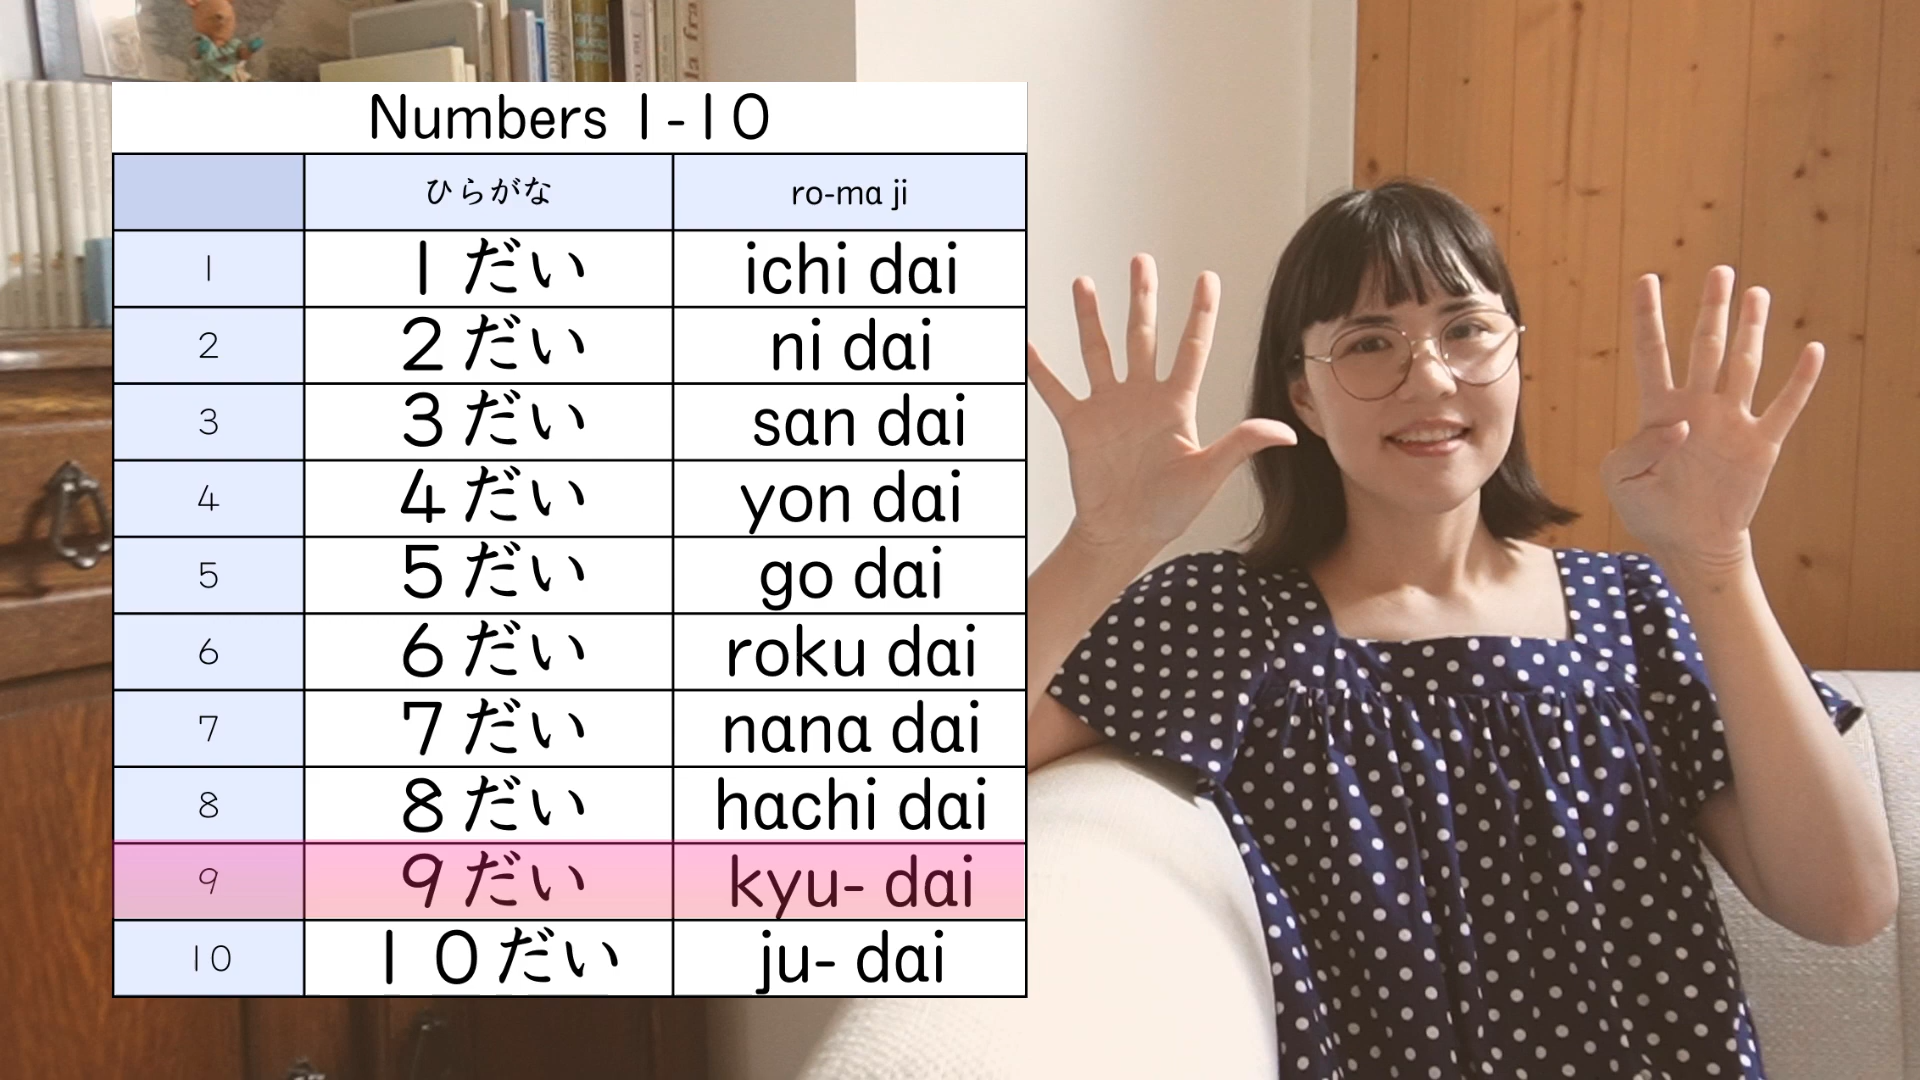 Numbers 1-10
ひらがな ro-ma ji
1 1だい ichi dai
2 2だい ni dai
3 3だい san dai
4 4だい yon dai
5 5だい go dai
6 6だい roku dai
7 7だい nana dai
8 8だい hachi dai
9 9だい kyu- dai
10 10だい ju- dai
la fra